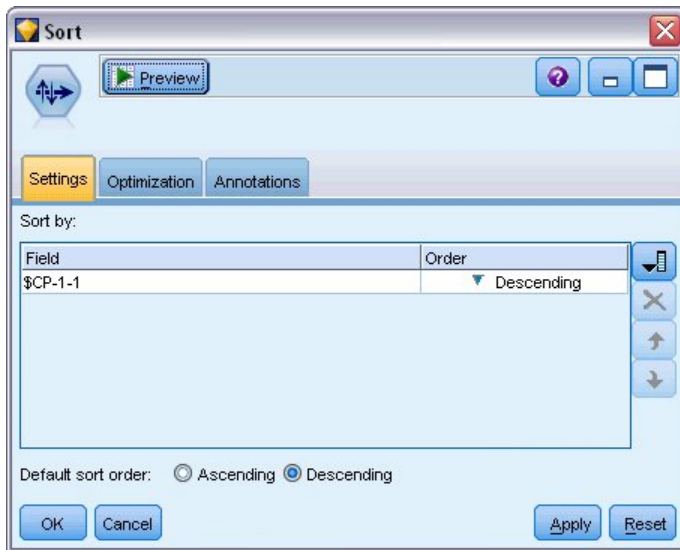 Sort
Preview
Settings Optimization Annotations
Sort by:
Field Order
$CP-1-1 Descending
Default sort order: Ascending Descending
OK Cancel Apply Reset